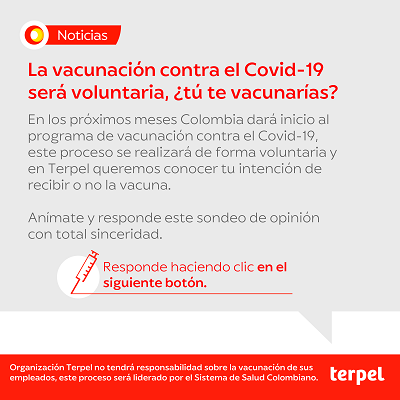 Noticias
La vacunación contra el Covid-19
será voluntaria, ¿tú te vacunarías?
En los próximos meses Colombia dará inicio al
programa de vacunación contra el Covid-19,
este proceso se realizará de forma voluntaria y
en Terpel queremos conocer tu intención de
recibir o no la vacuna.
Anímate y responde este sondeo de opinión
con total sinceridad.
Responde haciendo clic en el
siguiente botón.
Organización Terpel no tendrá responsabilidad sobre la vacunación de sus
empleados, este proceso será liderado por el Sistema de Salud Colombiano.
terpel